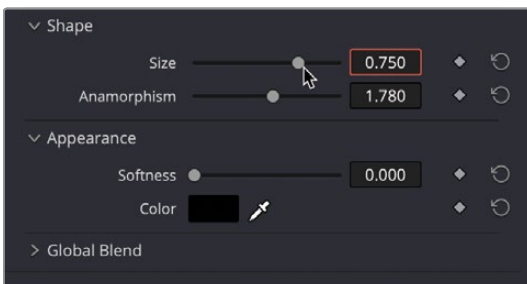 Shape
Size 0.750
Anamorphism 1.780
Appearance
Softness 0.000
Color
Global Blend